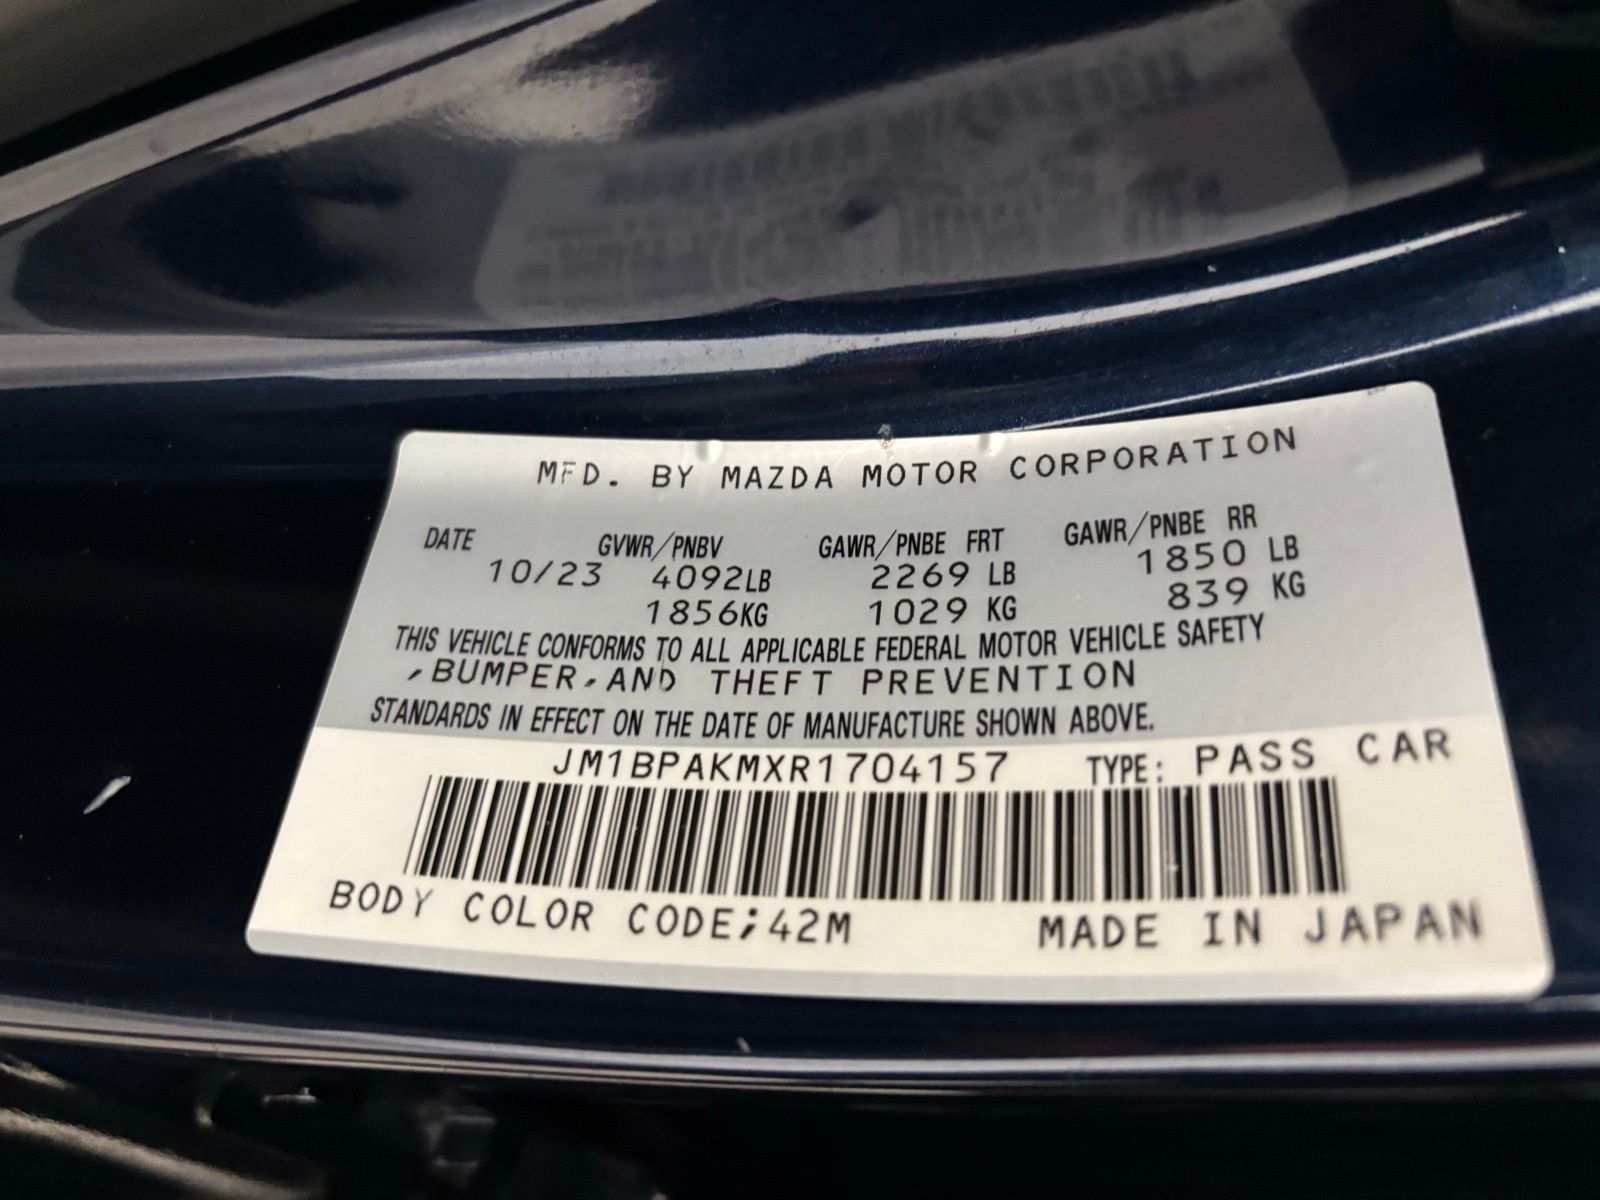 MFD. BY MAZDA MOTOR CORPORATION
DATE GVWR/PNBV GAWR/PNBE FRT GAWR/PNBE RR
10/23 4092LB 2269 LB 1850 LB
1856KG 1029 KG 839 KG
THIS VEHICLE CONFORMS TO ALL APPLICABLE FEDERAL MOTOR VEHICLE SAFETY
,BUMPER,AND THEFT PREVENTION
STANDARDS IN EFFECT ON THE DATE OF MANUFACTURE SHOWN ABOVE.
JM1BPAKMXR1704157 TYPE: PASS CAR
BODY COLOR CODE;42M MADE IN JAPAN